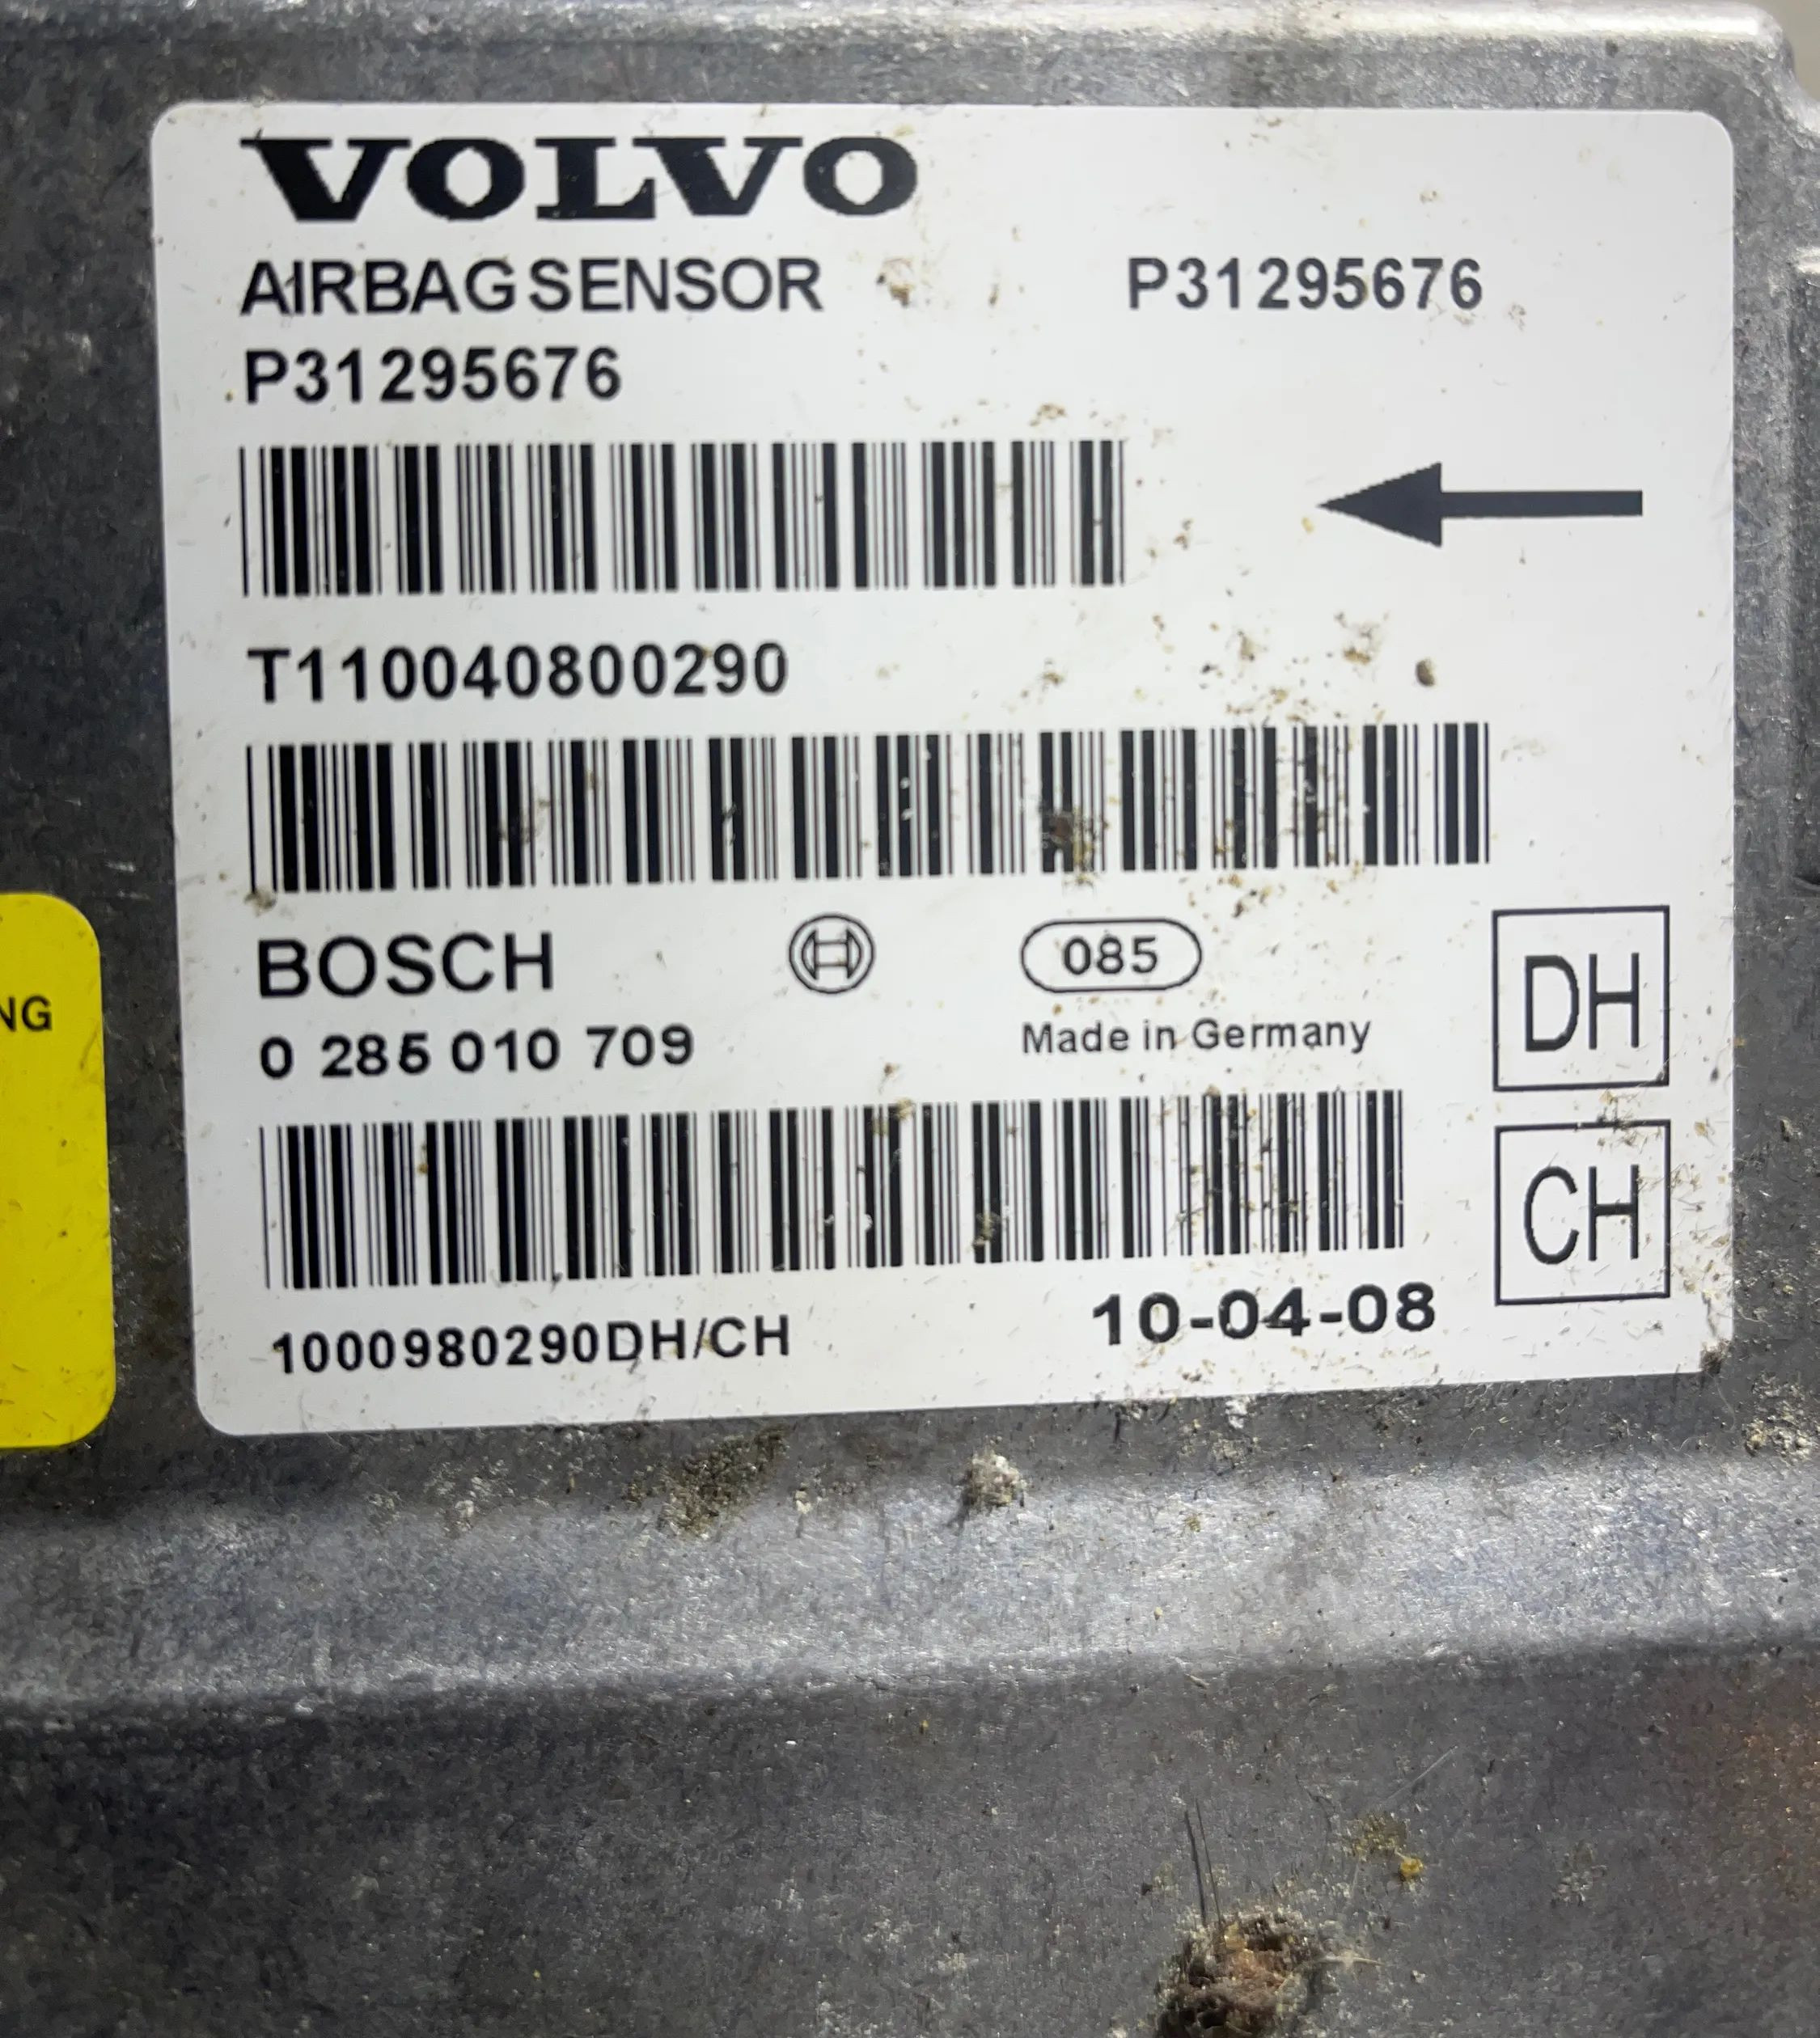 VOLVO
AIRBAGSENSOR P31295676
P31295676
T110040800290
BOSCH 085
0 285 010 709 Made in Germany
DH
CH
1000980290DH/CH 10-04-08
NG